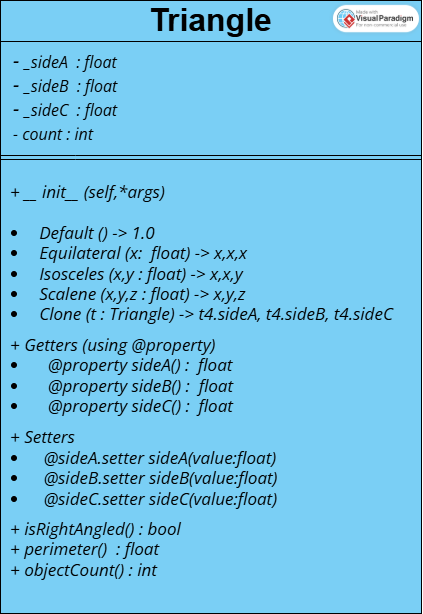 Triangle
Made with
Visual Paradigm
For non-commercial use
- _sideA : float
- _sideB : float
- _sideC : float
- count : int
+ __ init__ (self,*args)
• Default () -> 1.0
• Equilateral (x: float) -> x,x,x
• Isosceles (x,y : float) -> x,x,y
• Scalene (x,y,z : float) -> x,y,z
• Clone (t : Triangle) -> t4.sideA, t4.sideB, t4.sideC
+ Getters (using @property)
• @property sideA() : float
• @property sideB() : float
• @property sideC() : float
+ Setters
• @sideA.setter sideA(value:float)
• @sideB.setter sideB(value:float)
• @sideC.setter sideC(value:float)
+ isRightAngled() : bool
+ perimeter() : float
+ objectCount() : int